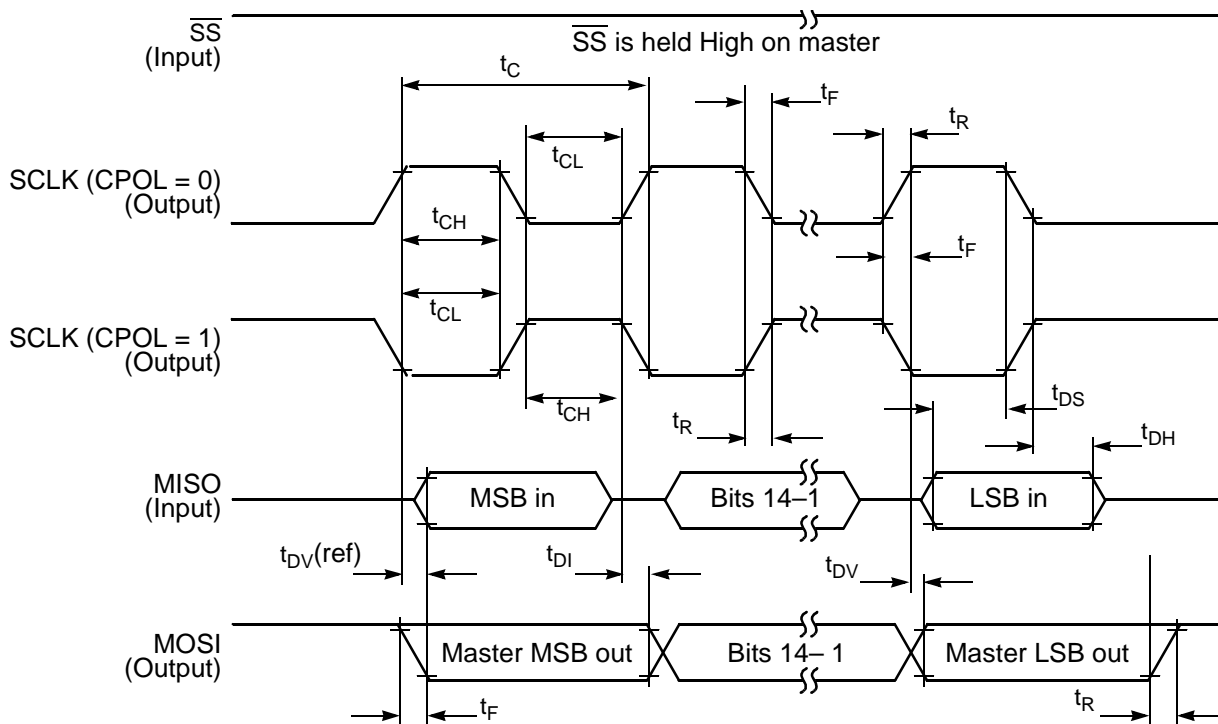 SS
(Input)
SS is held High on master
tC
tF
tR
tCL
SCLK (CPOL = 0)
(Output)
tCH
tF
tCL
SCLK (CPOL = 1)
(Output)
tCH
tR
tDS
tDH
MISO
(Input)
MSB in
Bits 14–1
LSB in
tDV(ref)
tDI
tDV
MOSI
(Output)
Master MSB out
Bits 14– 1
Master LSB out
tF
tR